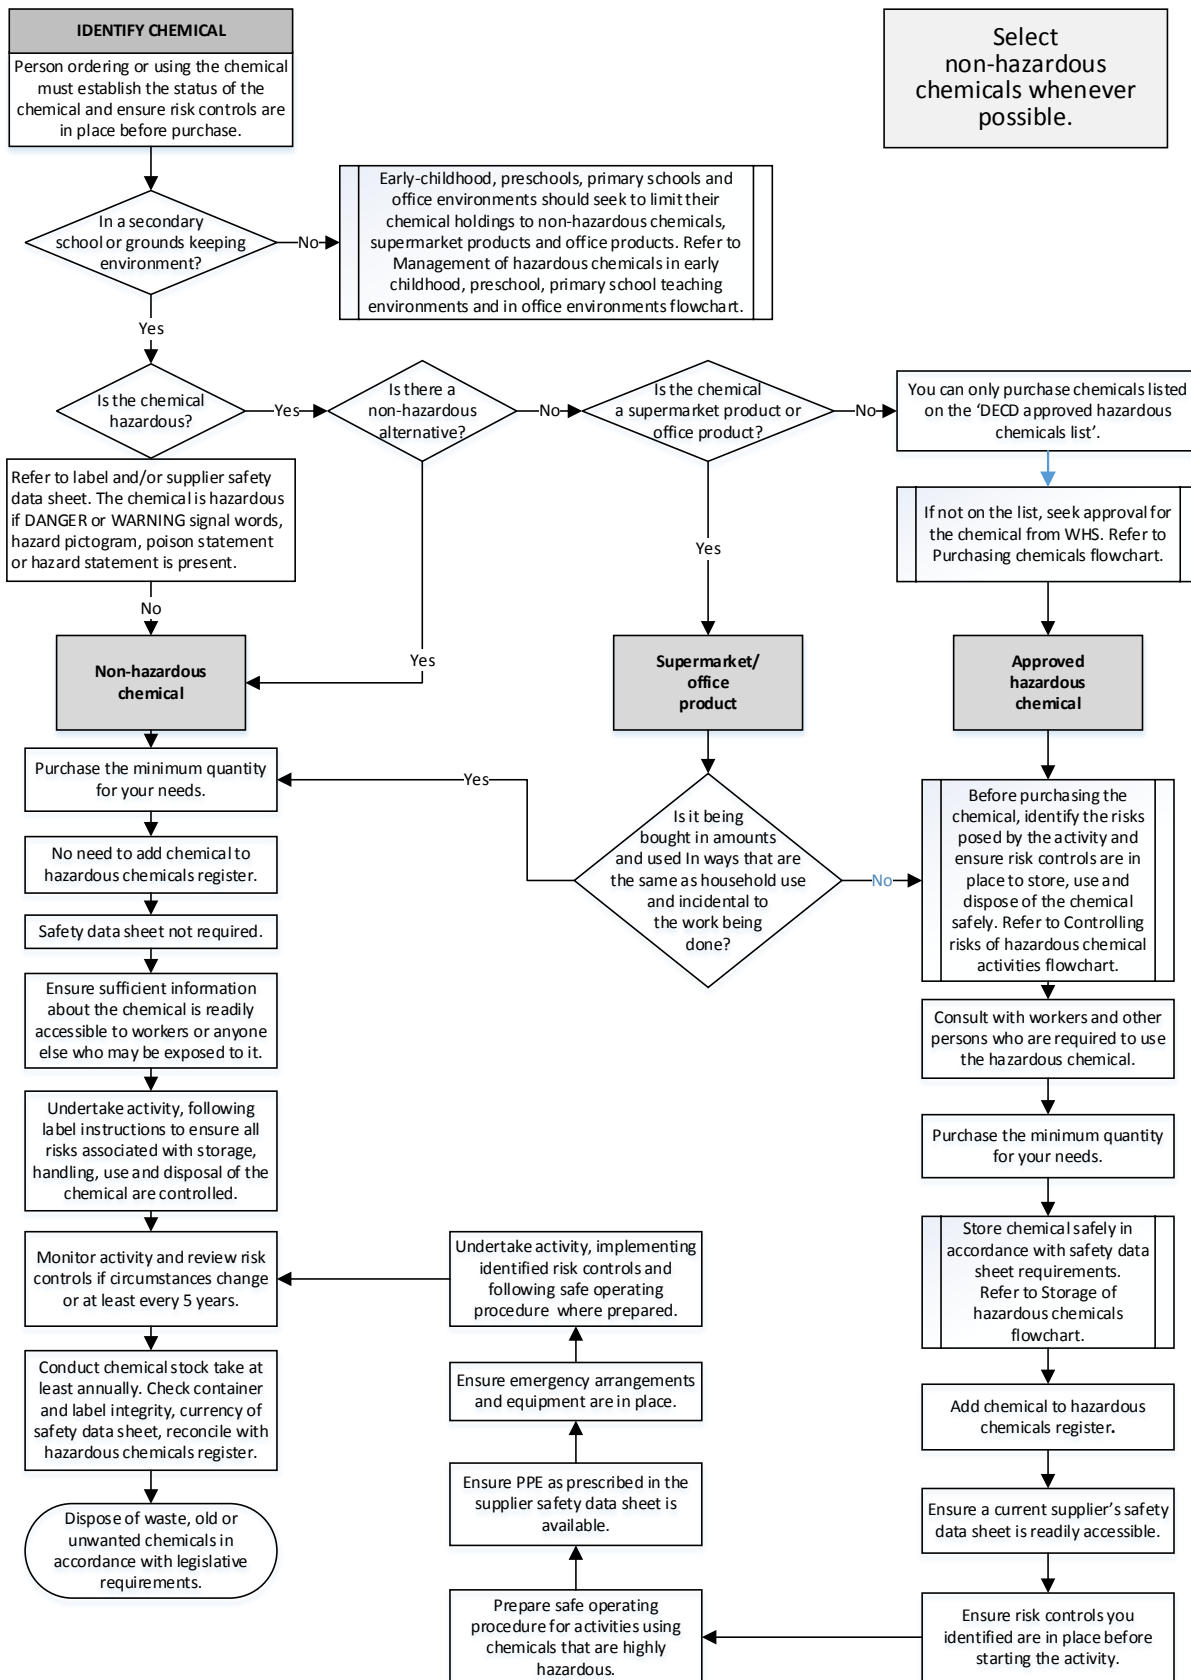 IDENTIFY CHEMICAL
Person ordering or using the chemical
must establish the status of the
chemical and ensure risk controls are
in place before purchase.
Select
non-hazardous
chemicals whenever
possible.
In a secondary
school or grounds keeping
environment?
No
Early-childhood, preschools, primary schools and
office environments should seek to limit their
chemical holdings to non-hazardous chemicals,
supermarket products and office products. Refer to
Management of hazardous chemicals in early
childhood, preschool, primary school teaching
environments and in office environments flowchart.
Yes
Is the chemical
hazardous?
Yes
Is there a
non-hazardous
alternative?
No
Is the chemical
a supermarket product or
office product?
No
You can only purchase chemicals listed
on the ‘DECD approved hazardous
chemicals list’.
Refer to label and/or supplier safety
data sheet. The chemical is hazardous
if DANGER or WARNING signal words,
hazard pictogram, poison statement
or hazard statement is present.
If not on the list, seek approval for
the chemical from WHS. Refer to
Purchasing chemicals flowchart.
Yes
No
Yes
Non-hazardous
chemical
Supermarket/
office
product
Approved
hazardous
chemical
Purchase the minimum quantity
for your needs.
Yes
Is it being
bought in amounts
and used In ways that are
the same as household use
and incidental to
the work being
done?
No
Before purchasing the
chemical, identify the risks
posed by the activity and
ensure risk controls are in
place to store, use and
dispose of the chemical
safely. Refer to Controlling
risks of hazardous chemical
activities flowchart.
No need to add chemical to
hazardous chemicals register.
Safety data sheet not required.
Ensure sufficient information
about the chemical is readily
accessible to workers or anyone
else who may be exposed to it.
Consult with workers and other
persons who are required to use
the hazardous chemical.
Undertake activity, following
label instructions to ensure all
risks associated with storage,
handling, use and disposal of the
chemical are controlled.
Purchase the minimum quantity
for your needs.
Monitor activity and review risk
controls if circumstances change
or at least every 5 years.
Undertake activity, implementing
identified risk controls and
following safe operating
procedure where prepared.
Store chemical safely in
accordance with safety data
sheet requirements.
Refer to Storage of
hazardous chemicals
flowchart.
Conduct chemical stock take at
least annually. Check container
and label integrity, currency of
safety data sheet, reconcile with
hazardous chemicals register.
Ensure emergency arrangements
and equipment are in place.
Add chemical to hazardous
chemicals register.
Dispose of waste, old or
unwanted chemicals in
accordance with legislative
requirements.
Ensure PPE as prescribed in the
supplier safety data sheet is
available.
Ensure a current supplier’s safety
data sheet is readily accessible.
Prepare safe operating
procedure for activities using
chemicals that are highly
hazardous.
Ensure risk controls you
identified are in place before
starting the activity.